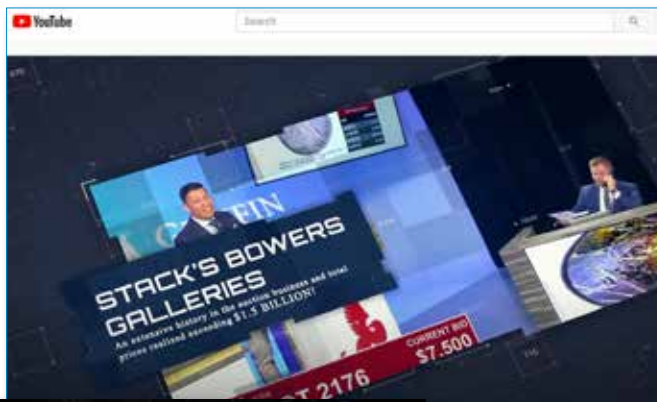 YouTube
Search
GRIFFIN
STACK'S BOWERS
GALLERIES
An extensive history in the auction business and total
prices realized exceeding $1.5 BILLION!
CURRENT BID
$7,500
LOT 2176